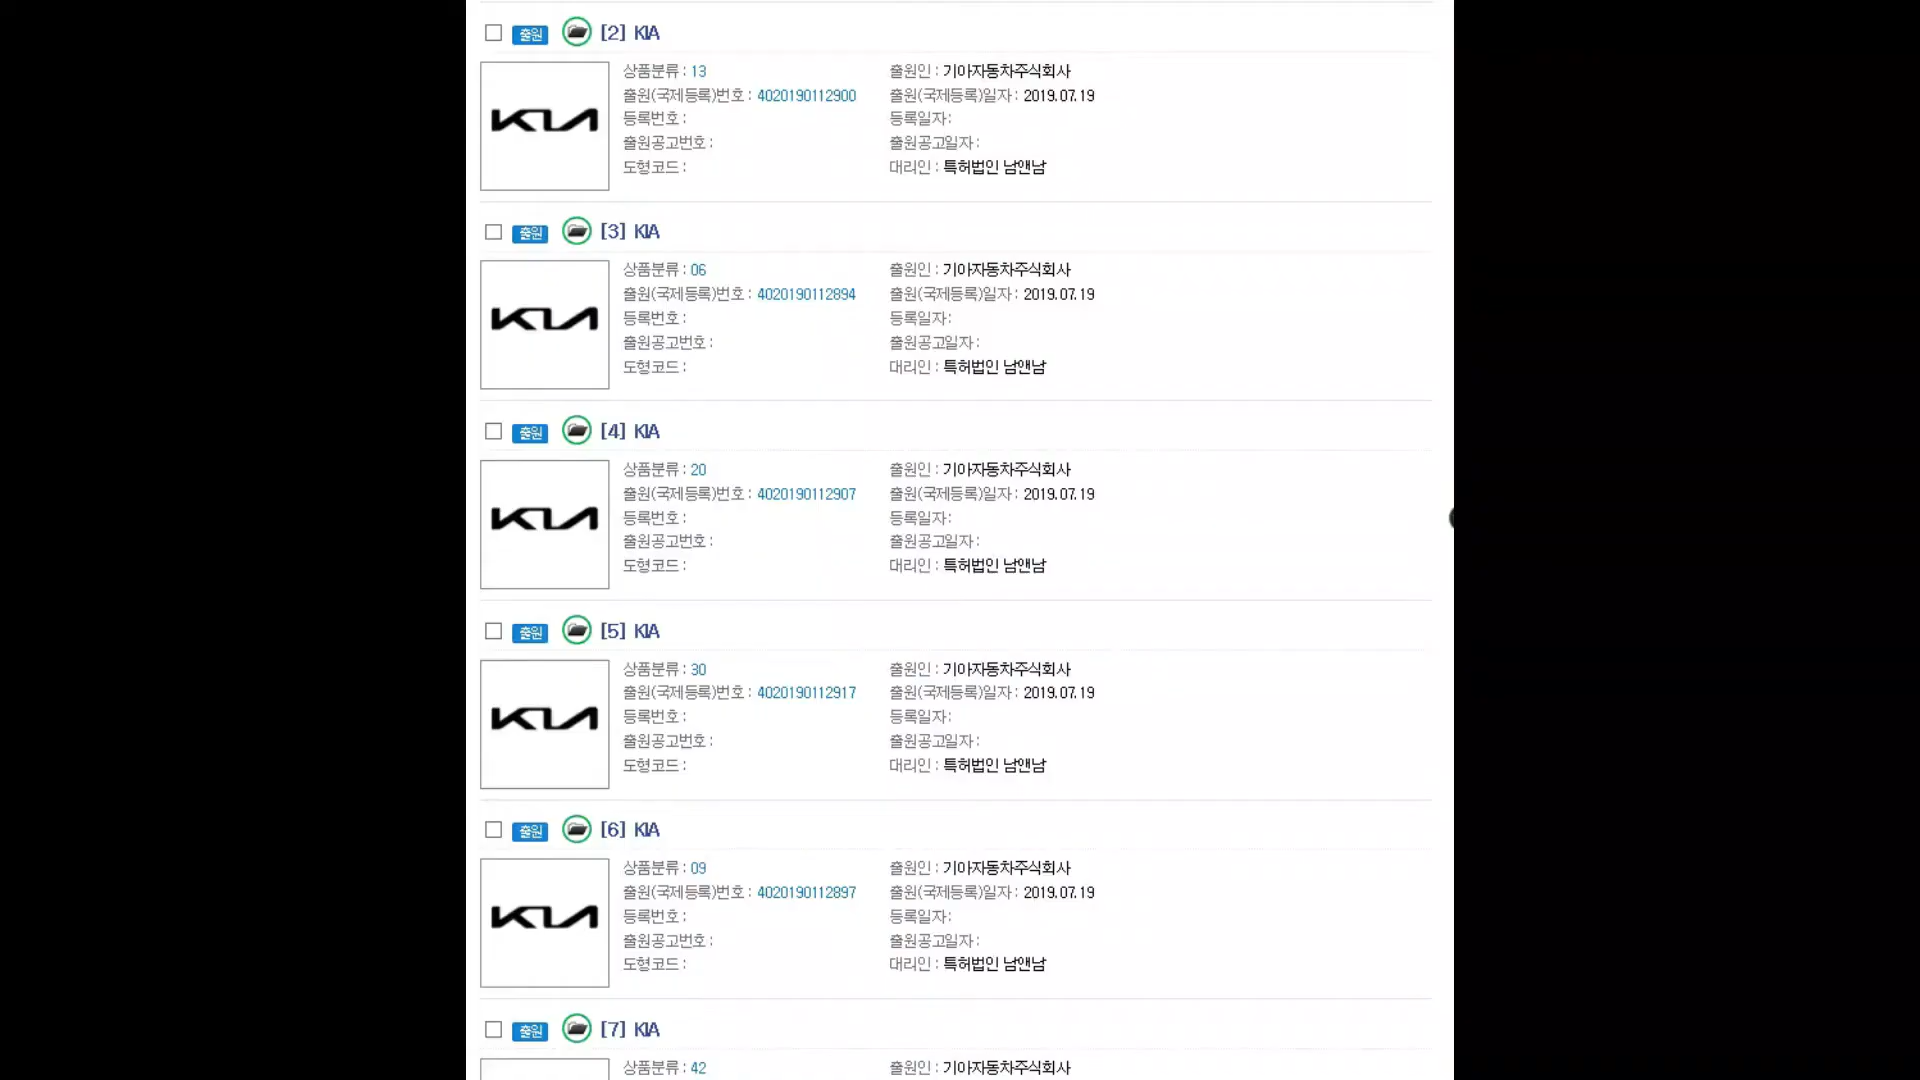 출원 [2] KIA
KIA
상품분류 : 13 출원인 : 기아자동차주식회사
출원(국제등록)번호 : 4020190112900 출원(국제등록)일자 : 2019.07.19
등록번호 : 등록일자 :
출원공고번호 : 출원공고일자 :
도형코드 : 대리인 : 특허법인 남앤남
출원 [3] KIA
KIA
상품분류 : 06 출원인 : 기아자동차주식회사
출원(국제등록)번호 : 4020190112894 출원(국제등록)일자 : 2019.07.19
등록번호 : 등록일자 :
출원공고번호 : 출원공고일자 :
도형코드 : 대리인 : 특허법인 남앤남
출원 [4] KIA
KIA
상품분류 : 20 출원인 : 기아자동차주식회사
출원(국제등록)번호 : 4020190112907 출원(국제등록)일자 : 2019.07.19
등록번호 : 등록일자 :
출원공고번호 : 출원공고일자 :
도형코드 : 대리인 : 특허법인 남앤남
출원 [5] KIA
KIA
상품분류 : 30 출원인 : 기아자동차주식회사
출원(국제등록)번호 : 4020190112917 출원(국제등록)일자 : 2019.07.19
등록번호 : 등록일자 :
출원공고번호 : 출원공고일자 :
도형코드 : 대리인 : 특허법인 남앤남
출원 [6] KIA
KIA
상품분류 : 09 출원인 : 기아자동차주식회사
출원(국제등록)번호 : 4020190112897 출원(국제등록)일자 : 2019.07.19
등록번호 : 등록일자 :
출원공고번호 : 출원공고일자 :
도형코드 : 대리인 : 특허법인 남앤남
출원 [7] KIA
상품분류 : 42 출원인 : 기아자동차주식회사